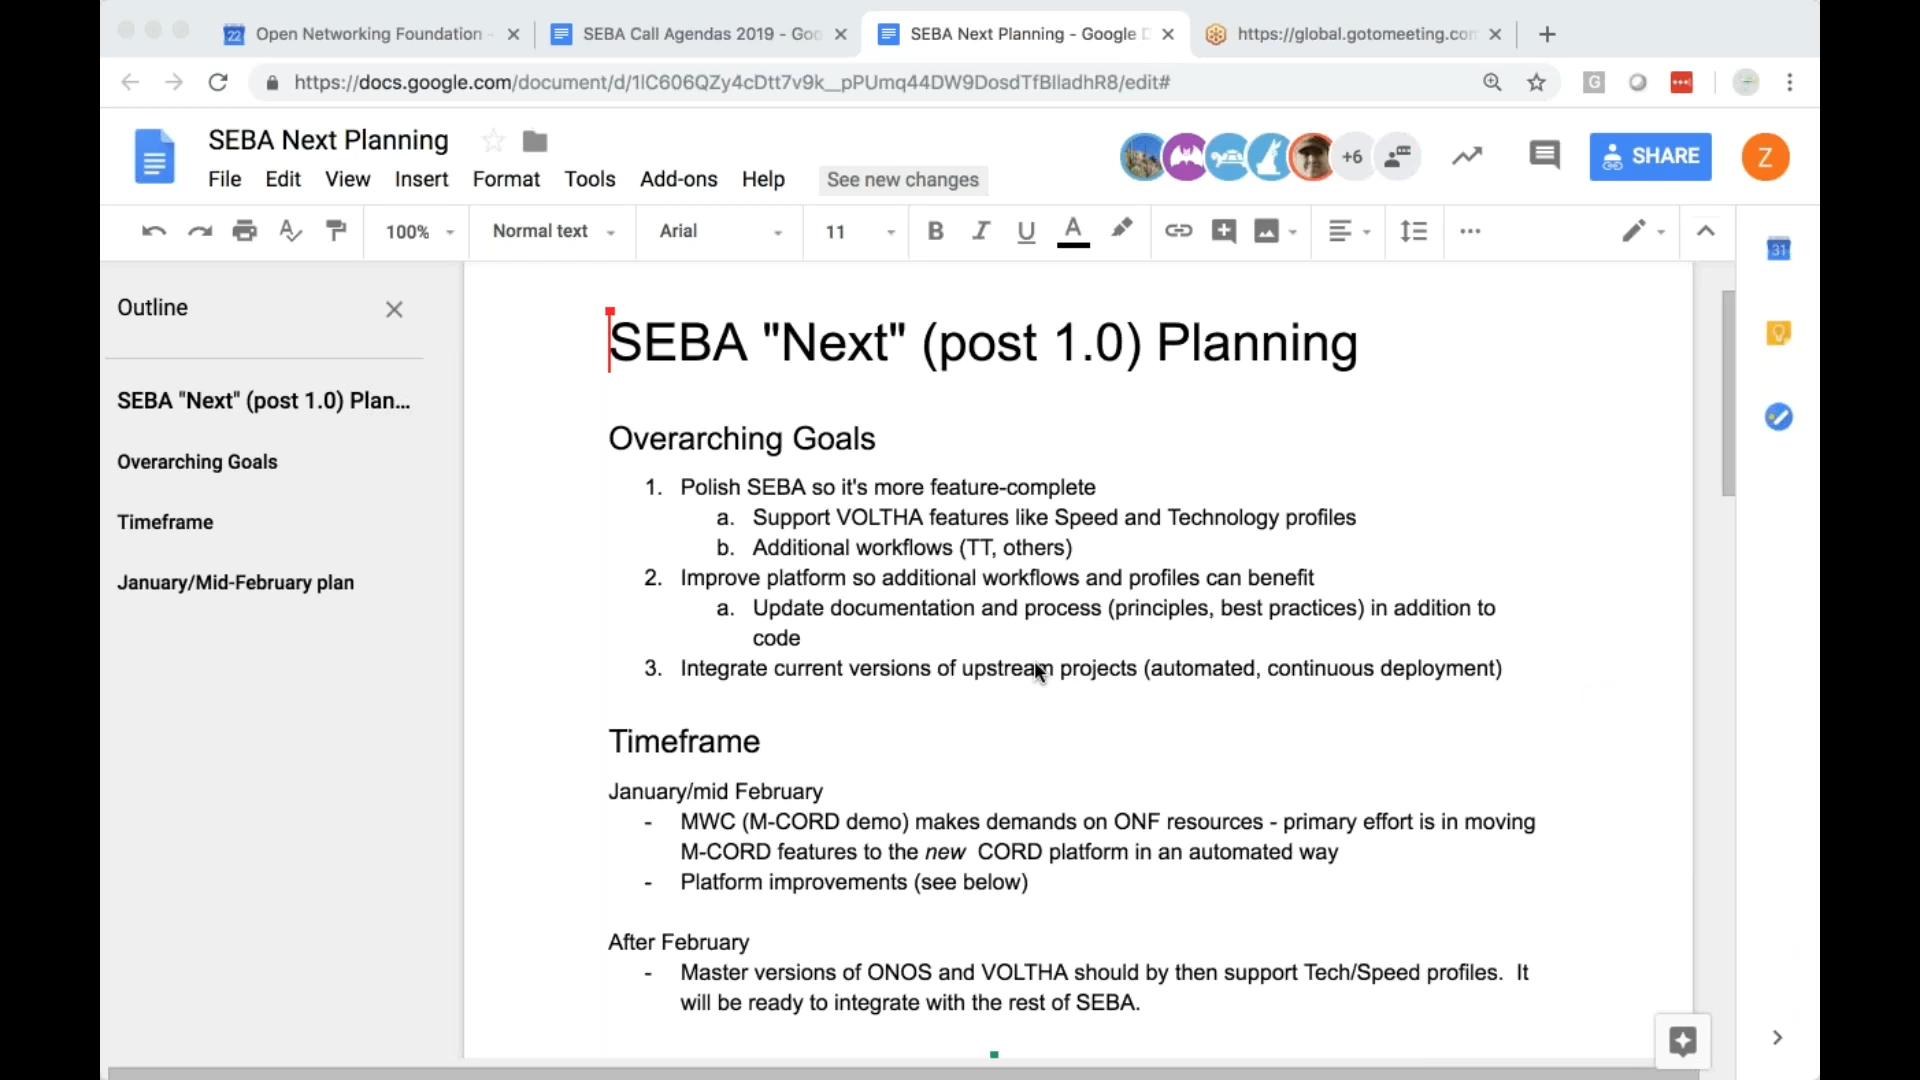 22 Open Networking Foundation -
SEBA Call Agendas 2019 - Goo
SEBA Next Planning - Google D
https://global.gotomeeting.com
https://docs.google.com/document/d/1lC606QZy4cDtt7v9k__pPUmq44DW9DosdTfBlladhR8/edit#
G
SEBA Next Planning
+6
SHARE
Z
File Edit View Insert Format Tools Add-ons Help See new changes
100% Normal text Arial 11 B I U A
31
Outline
SEBA "Next" (post 1.0) Plan...
Overarching Goals
Timeframe
January/Mid-February plan
SEBA "Next" (post 1.0) Planning
Overarching Goals
1. Polish SEBA so it's more feature-complete
a. Support VOLTHA features like Speed and Technology profiles
b. Additional workflows (TT, others)
2. Improve platform so additional workflows and profiles can benefit
a. Update documentation and process (principles, best practices) in addition to
code
3. Integrate current versions of upstream projects (automated, continuous deployment)
Timeframe
January/mid February
- MWC (M-CORD demo) makes demands on ONF resources - primary effort is in moving
M-CORD features to the new CORD platform in an automated way
- Platform improvements (see below)
After February
- Master versions of ONOS and VOLTHA should by then support Tech/Speed profiles. It
will be ready to integrate with the rest of SEBA.